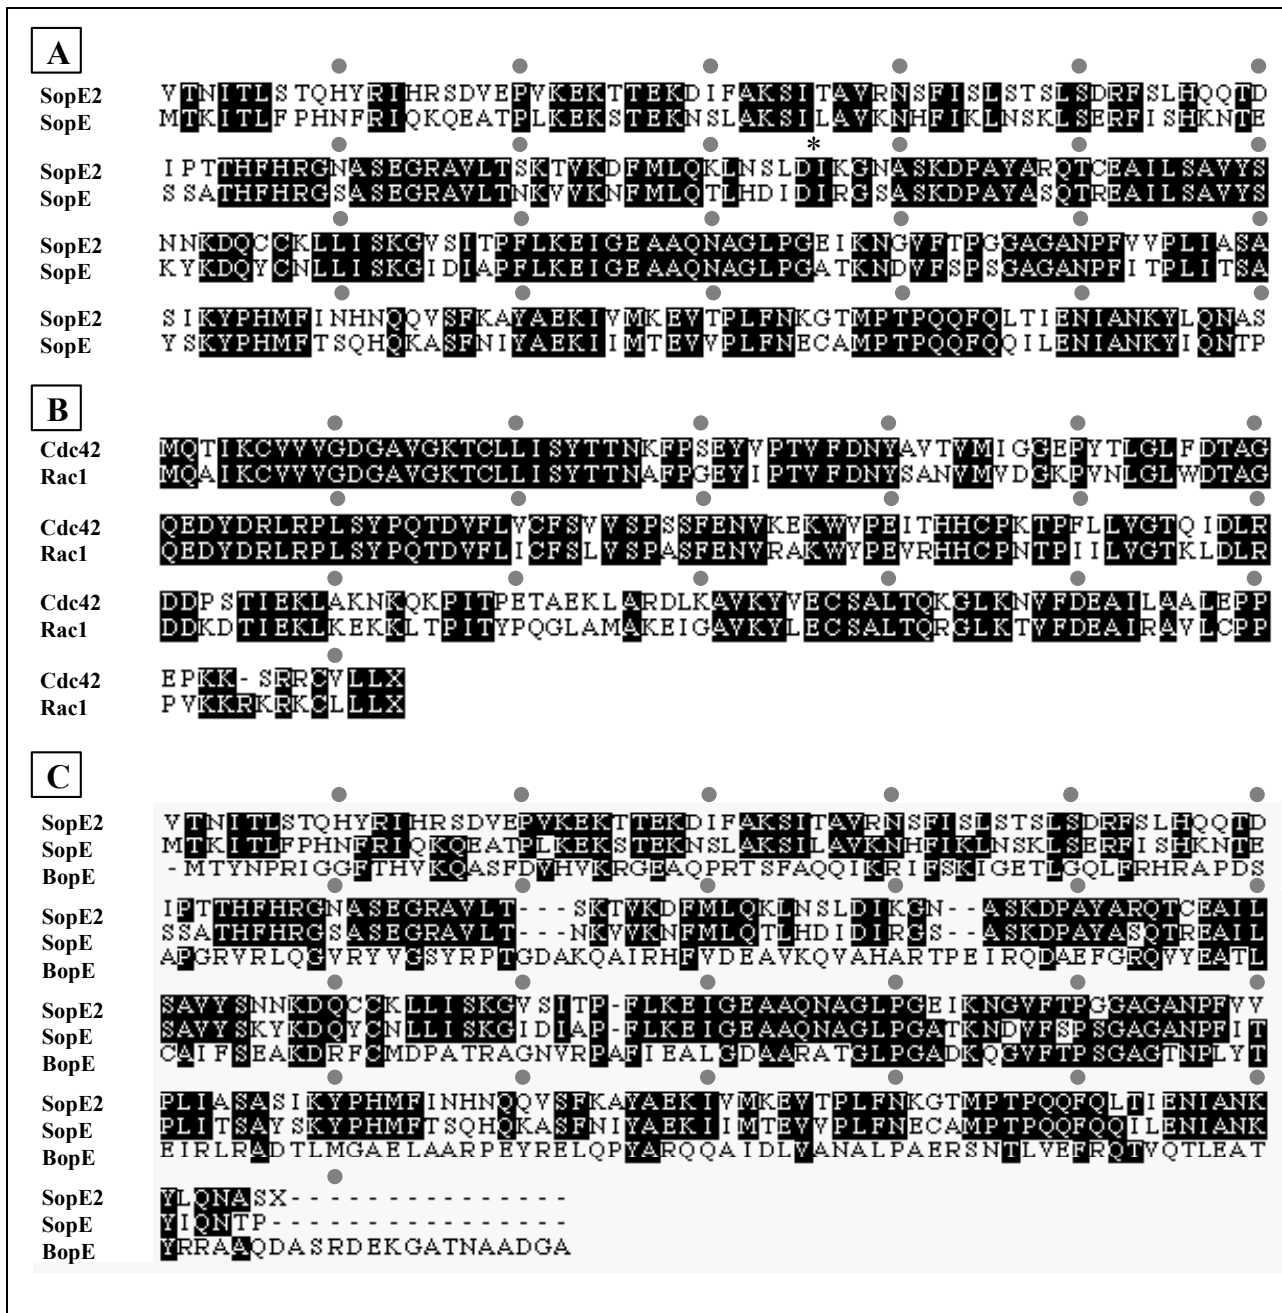 A
SopE2 VTNITLSTQHYRIHRSDVEPVKEKTTEKDIFAKSITAVRNSFISLSTSLSDRFSLHQQTD
SopE MTKITLFPHNFRIQKQEATPLKEKSTEKNSLAKSILAVKNHFIKLNSKLSERFISHKNTE
*
SopE2 IPTTHFHRGNASEGRAVLTSKTVKDFMLQKLNSLDIKGNASKDPAYARQTCEAILSAVYS
SopE SSATHFHRGSASEGRAVLTNKVVKNFMLQTLHDIDIRGSASKDPAYASQTREAILSAVYS
SopE2 NNKDQCCKLLISKGVSITPFLKEIGEAAQNAGLPGEIKNGVFTPGGAGANPFVVPLIASA
SopE KYKDQYCNLLISKGIDIAPFLKEIGEAAQNAGLPGATKNDVFSPSGAGANPFITPLITSA
SopE2 SIKYPHMFINHNQQVSFKAYAEKIVMKEVTPLFNKGTMPTPQQFQLTIENIANKYLQNAS
SopE YSKYPHMFTSQHQKASFNIYAEKIIMTEVVPLFNECAMPTPQQFQQILENIANKYIQNTP
B
Cdc42 MQTIKCVVVGDGAVGKTCLLISYTTNKFPSEYVPTVFDNYAVTVMIGGEPYTLGLFDTAG
Rac1 MQAIKCVVVGDGAVGKTCLLISYTTNAFPGEYIPTVFDNYSANVMVDGKPVNLGLWDTAG
Cdc42 QEDYDRLRPLSYPQTDVFLVCFSVVSPSSFENVKEKWVPEITHHCPKTPFLLVGTQIDLR
Rac1 QEDYDRLRPLSYPQTDVFLICFSLVSPASFENVRAKWYPEVRHHCPNTPIILVGTKLDLR
Cdc42 DDPSTIEKLAKNKQKPITPETAEKLARDLKAVKYVECSALTQKGLKNVFDEAILAALEPP
Rac1 DDKDTIEKLKEKKLTPITYPQGLAMAKEIGAVKYLECSALTQRGLKTVFDEAIRAVLCPP
Cdc42 EPKK-SRRCVLLX
Rac1 PVKKRKRKCLLLX
C
SopE2 VTNITLSTQHYRIHRSDVEPVKEKTTEKDIFAKSITAVRNSFISLSTSLSDRFSLHQQTD
SopE MTKITLFPHNFRIQKQEATPLKEKSTEKNSLAKSILAVKNHFIKLNSKLSERFISHKNTE
BopE -MTYNPRIGGFTHVKQASFDVHVKRGEAQPRTSFAQQIKRIFSKIGETLGQLFRHRAPDS
SopE2 IPTTHFHRGNASEGRAVLT---SKTVKDFMLQKLNSLDIKGN--ASKDPAYARQTCEAIL
SopE SSATHFHRGSASEGRAVLT---NKVVKNFMLQTLHDIDIRGS--ASKDPAYASQTREAIL
BopE APGRVRLQGVRYVGSYRPTGDAKQAIRHFVDEAVKQVAHARTPEIRQDAEFGRQVYEATL
SopE2 SAVYSNNKDQCCKLLISKGVSITP-FLKEIGEAAQNAGLPGEIKNGVFTPGGAGANPFVV
SopE SAVYSKYKDQYCNLLISKGIDIAP-FLKEIGEAAQNAGLPGATKNDVFSPSGAGANPFIT
BopE CAIFSEAKDRFCMDPATRAGNVRPAFIEALGDAARATGLPGADKQGVFTPSGAGTNPLYT
SopE2 PLIASASIKYPHMFINHNQQVSFKAYAEKIVMKEVTPLFNKGTMPTPQQFQLTIENIANK
SopE PLITSAYSKYPHMFTSQHQKASFNIYAEKIIMTEVVPLFNECAMPTPQQFQQILENIANK
BopE EIRLRADTLMGAELAARPEYRELQPYARQQAIDLVANALPAERSNTLVEFRQTVQTLEAT
SopE2 YLQNASX---------------
SopE YIQNTP----------------
BopE YRRAAQDASRDEKGATNAADGA